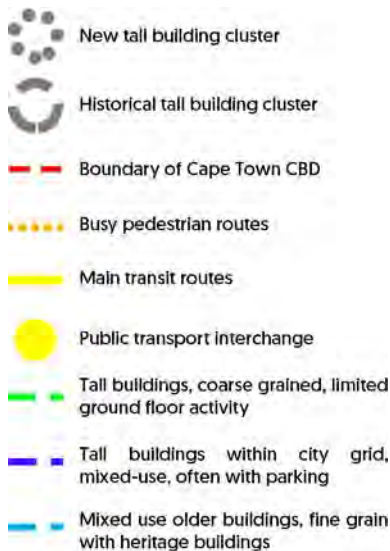 New tall building cluster
Historical tall building cluster
Boundary of Cape Town CBD
Busy pedestrian routes
Main transit routes
Public transport interchange
Tall buildings, coarse grained, limited
ground floor activity
Tall buildings within city grid,
mixed-use, often with parking
Mixed use older buildings, fine grain
with heritage buildings